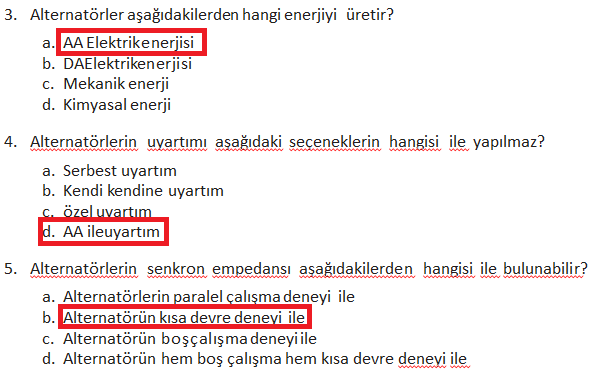 3. Alternatörler aşağıdakilerden hangi enerjiyi üretir?
a. AA Elektrikenerjisi
b. DAElektrikenerjisi
c. Mekanik enerji
d. Kimyasal enerji
4. Alternatörlerin uyartımı aşağıdaki seçeneklerin hangisi ile yapılmaz?
a. Serbest uyartım
b. Kendi kendine uyartım
c. özel uyartım
d. AA ileuyartım
5. Alternatörlerin senkron empedansı aşağıdakilerden hangisi ile bulunabilir?
a. Alternatörlerin paralel çalışma deneyi ile
b. Alternatörün kısa devre deneyi ile
c. Alternatörün boşçalışma deneyi ile
d. Alternatörün hem boş çalışma hem kısa devre deneyi ile